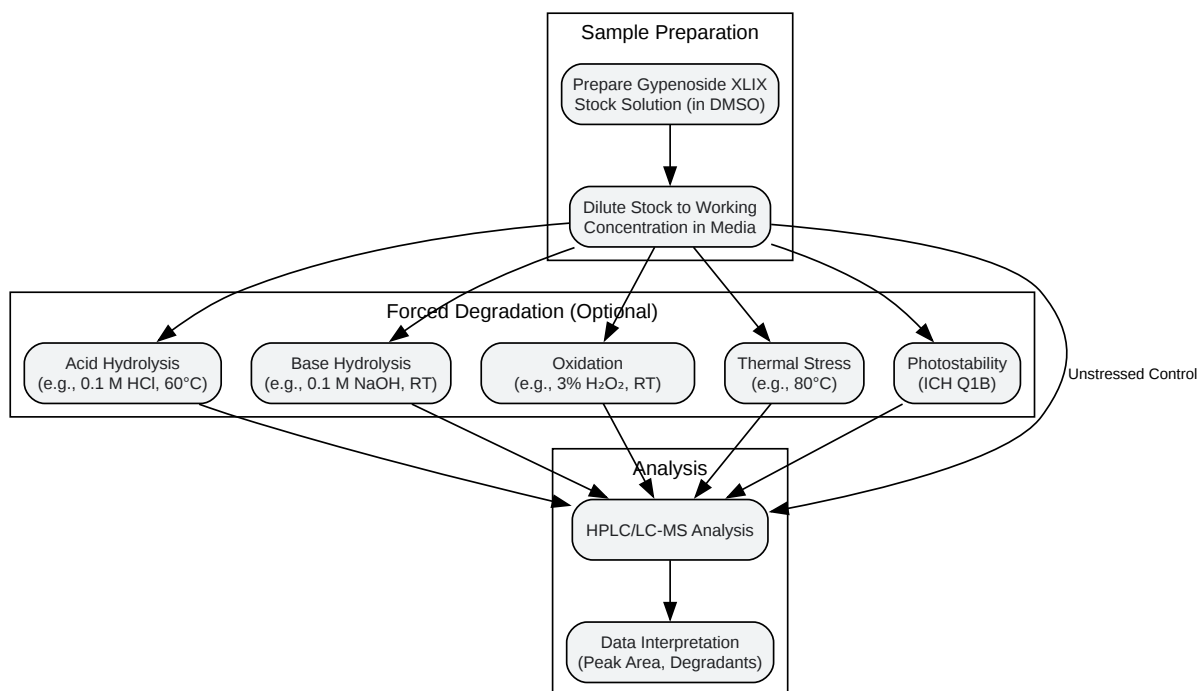 Sample Preparation
Prepare Gypenoside XLIX
Stock Solution (in DMSO)
Dilute Stock to Working
Concentration in Media
Forced Degradation (Optional)
Acid Hydrolysis
(e.g., 0.1 M HCl, 60°C)
Base Hydrolysis
(e.g., 0.1 M NaOH, RT)
Oxidation
(e.g., 3% H₂O₂, RT)
Thermal Stress
(e.g., 80°C)
Photostability
(ICH Q1B)
Unstressed Control
Analysis
HPLC/LC-MS Analysis
Data Interpretation
(Peak Area, Degradants)